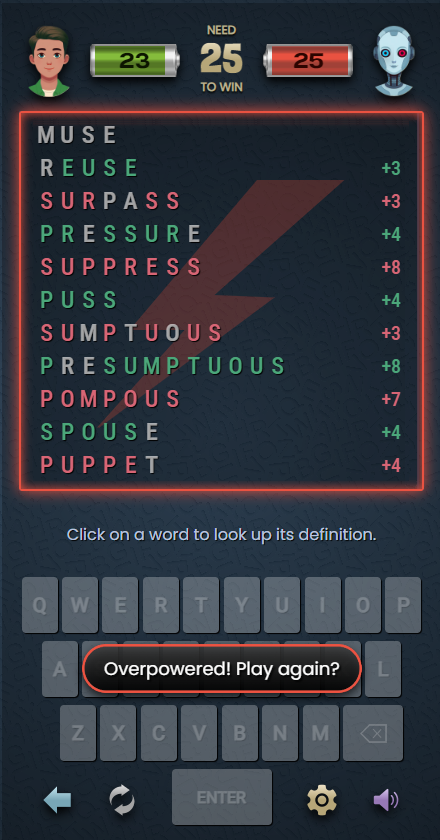 NEED
23 25 25
TO WIN
MUSE
REUSE +3
SURPASS +3
PRESSURE +4
SUPPRESS +8
PUSS +4
SUMPTUOUS +3
PRESUMPTUOUS +8
POMPOUS +7
SPOUSE +4
PUPPET +4
Click on a word to look up its definition.
Q W E R T Y U I O P
A L
Overpowered! Play again?
Z X C V B N M
ENTER